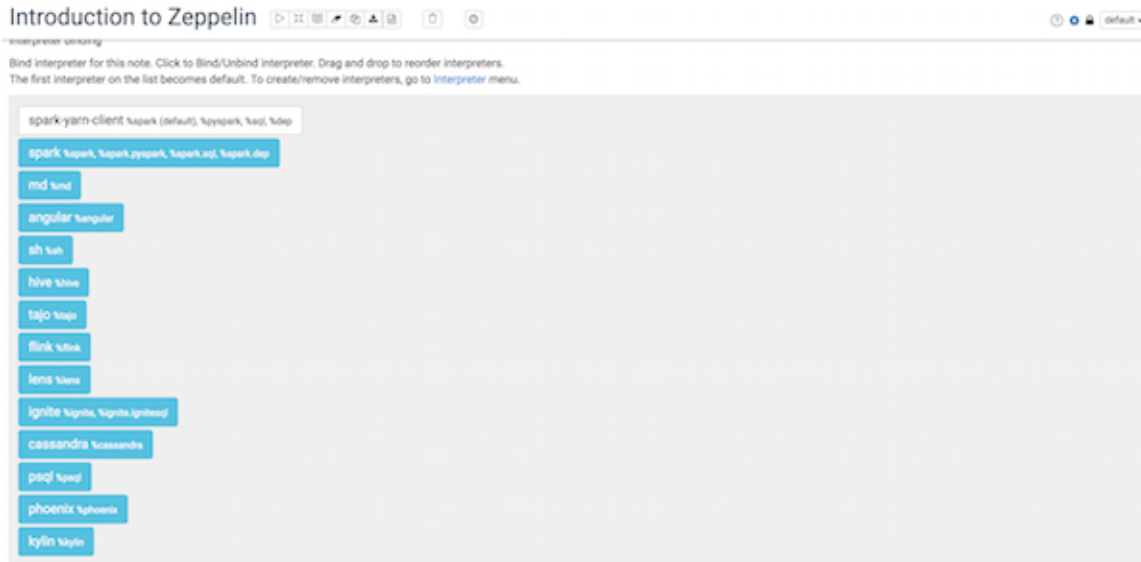 Introduction to Zeppelin
default
Interpreter binding
Bind interpreter for this note. Click to Bind/Unbind interpreter. Drag and drop to reorder interpreters.
The first interpreter on the list becomes default. To create/remove interpreters, go to Interpreter menu.
spark-yarn-client %spark (default), %pyspark, %sql, %dep
spark %spark, %spark.pyspark, %spark.sql, %spark.dep
md %md
angular %angular
sh %sh
hive %hive
tajo %tajo
flink %flink
lens %lens
ignite %ignite, %ignite.ignitesql
cassandra %cassandra
psql %psql
phoenix %phoenix
kylin %kylin